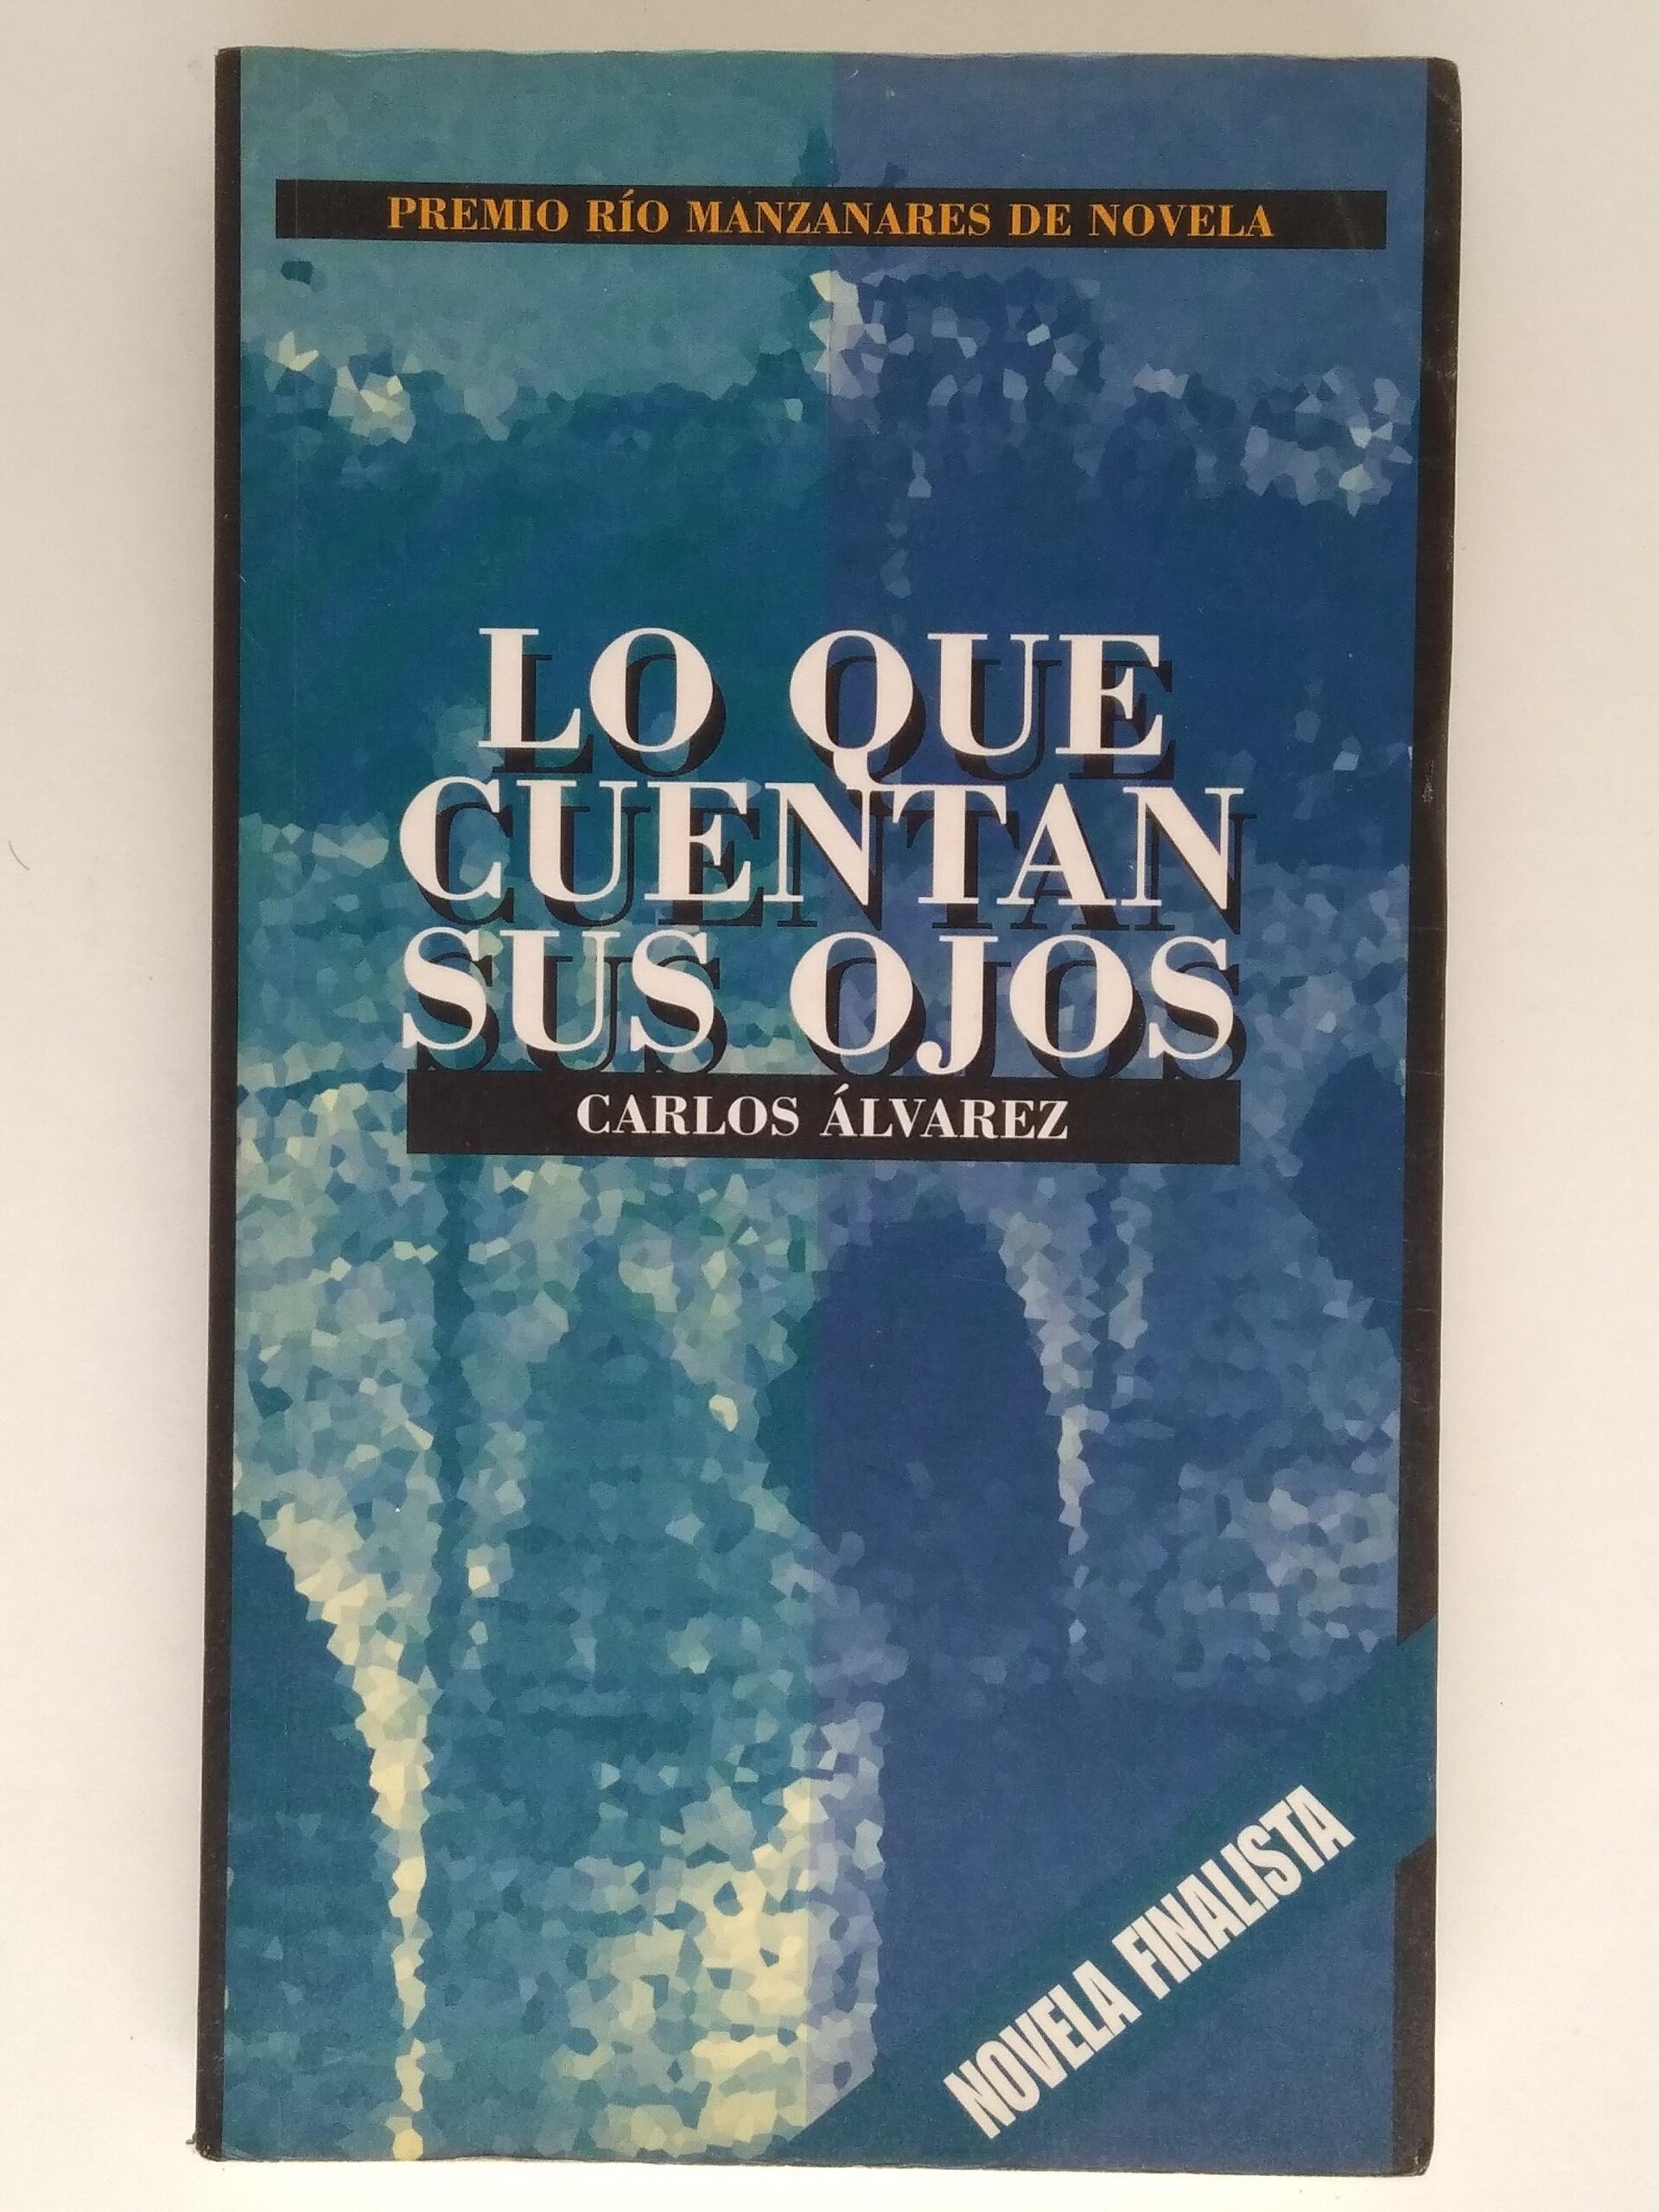 PREMIO RÍO MANZANARES DE NOVELA
LO QUE
CUENTAN
SUS OJOS
CARLOS ÁLVAREZ
NOVELA FINALISTA